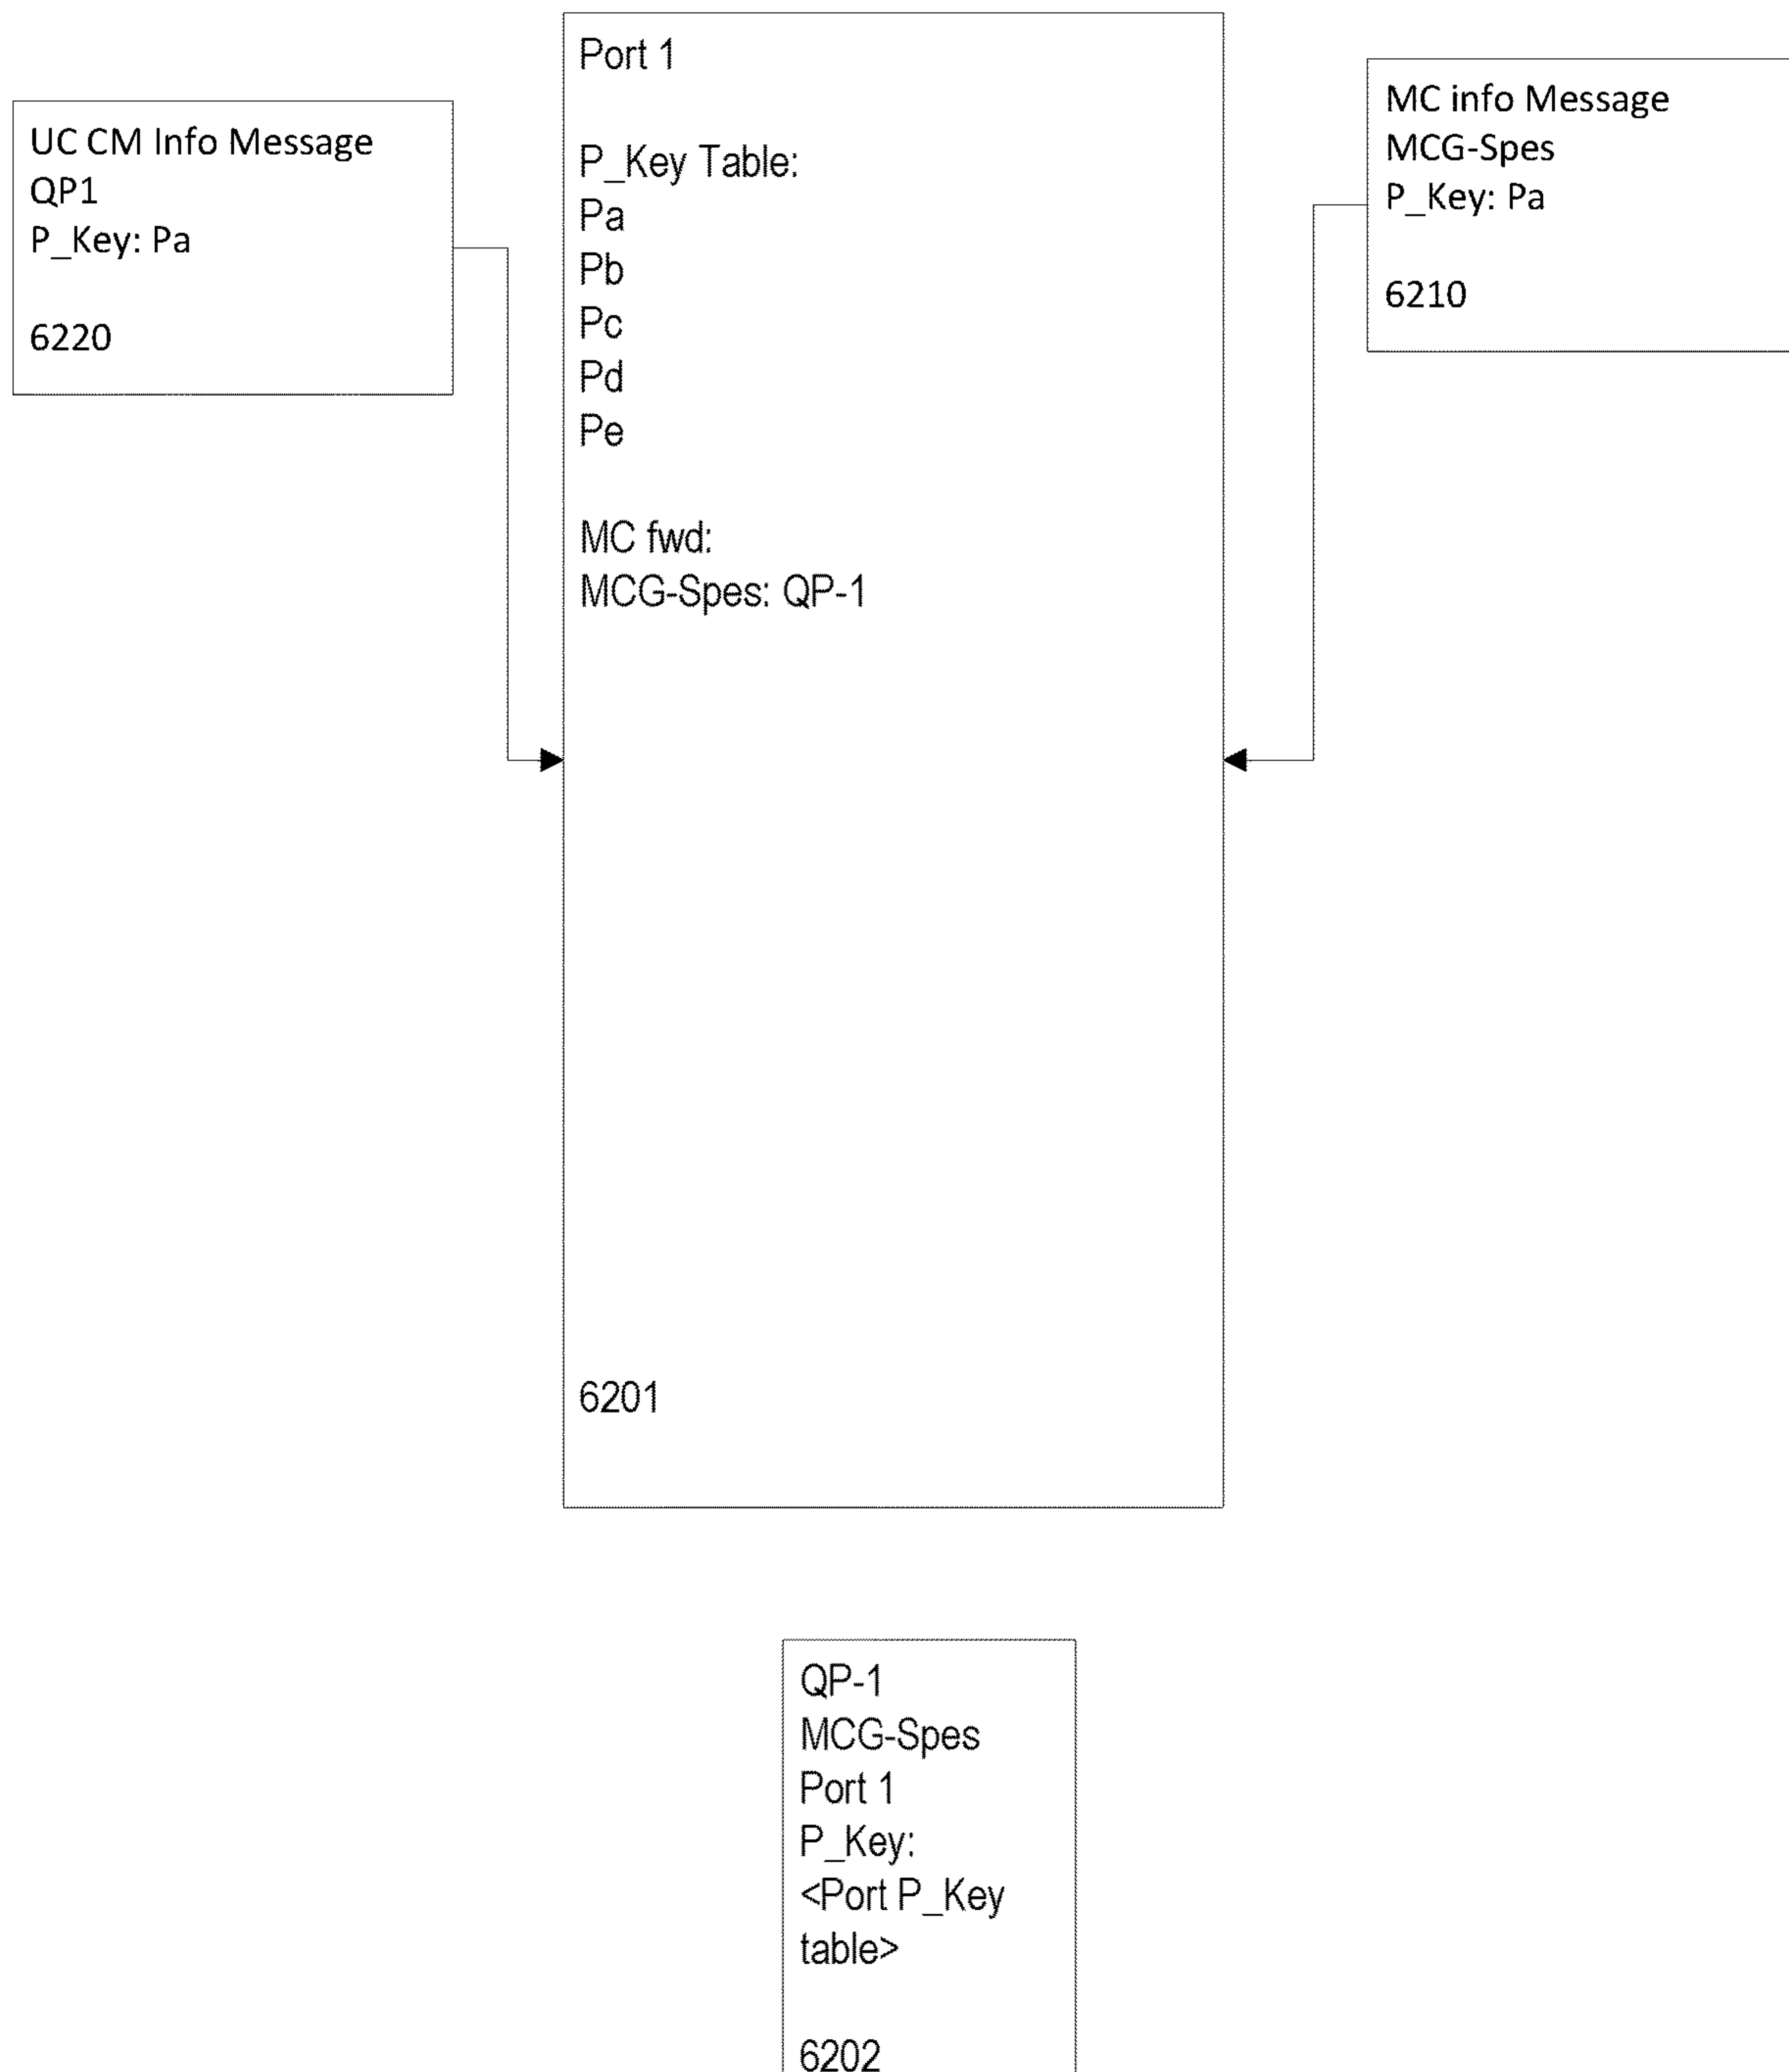 UC CM Info Message
QP1
P_Key: Pa
6220
Port 1
P_Key Table:
Pa
Pb
Pc
Pd
Pe
MC fwd:
MCG-Spes: QP-1
6201
MC info Message
MCG-Spes
P_Key: Pa
6210
QP-1
MCG-Spes
Port 1
P_Key:
<Port P_Key
table>
6202